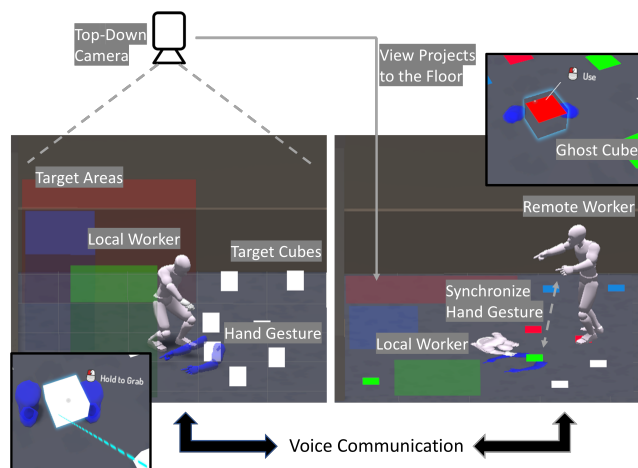 Top-Down
Camera
View Projects
to the Floor
Use
Ghost Cube
Target Areas
Local Worker
Target Cubes
Hand Gesture
Hold to Grab
Remote Worker
Synchronize
Hand Gesture
Local Worker
Voice Communication